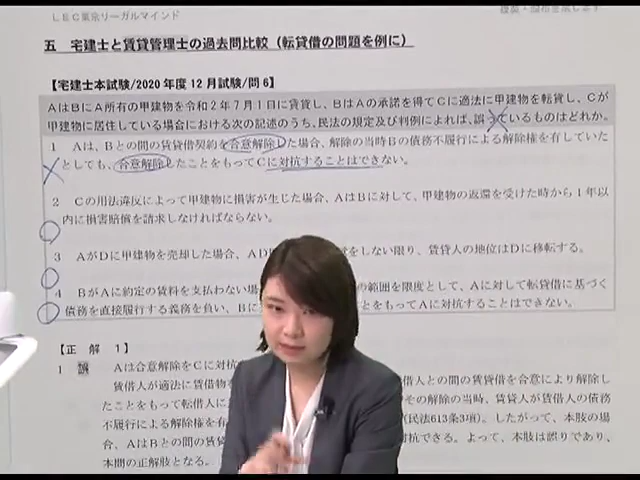 LEC東京リーガルマインド
五 宅建士と賃貸管理士の過去問比較（転貸借の問題を例に）
【宅建士本試験/2020年度12月試験/問6】
AはBにA所有の甲建物を令和2年7月1日に賃貸し、BはAの承諾を得てCに適法に甲建物を転貸し、Cが
甲建物に居住している場合における次の記述のうち、民法の規定及び判例によれば、誤っているものはどれか。
1 Aは、Bとの間の賃貸借契約を合意解除した場合、解除の当時Bの債務不履行による解除権を有していた
としても、合意解除したことをもってCに対抗することはできない。
2 Cの用法違反によって甲建物に損害が生じた場合、AはBに対して、甲建物の返還を受けた時から1年以
内に損害賠償を請求しなければならない。
3 AがDに甲建物を売却した場合、AD をしない限り、賃貸人の地位はDに移転する。
4 BがAに約定の賃料を支払わない場 の範囲を限度として、Aに対して転貸借に基づく
債務を直接履行する義務を負い、Bに とをもってAに対抗することはできない。
【正 解 1】
1 誤 Aは合意解除をCに対抗 人との間の賃貸借を合意により解除し
賃借人が適法に賃借物を その解除の当時、賃貸人が賃借人の債務
たことをもって転借人に (民法613条3項)。したがって、本肢の場
不履行による解除権を 対抗できる。よって、本肢は誤りであり、
合、AはBとの間の賃貸
本問の正解肢となる。